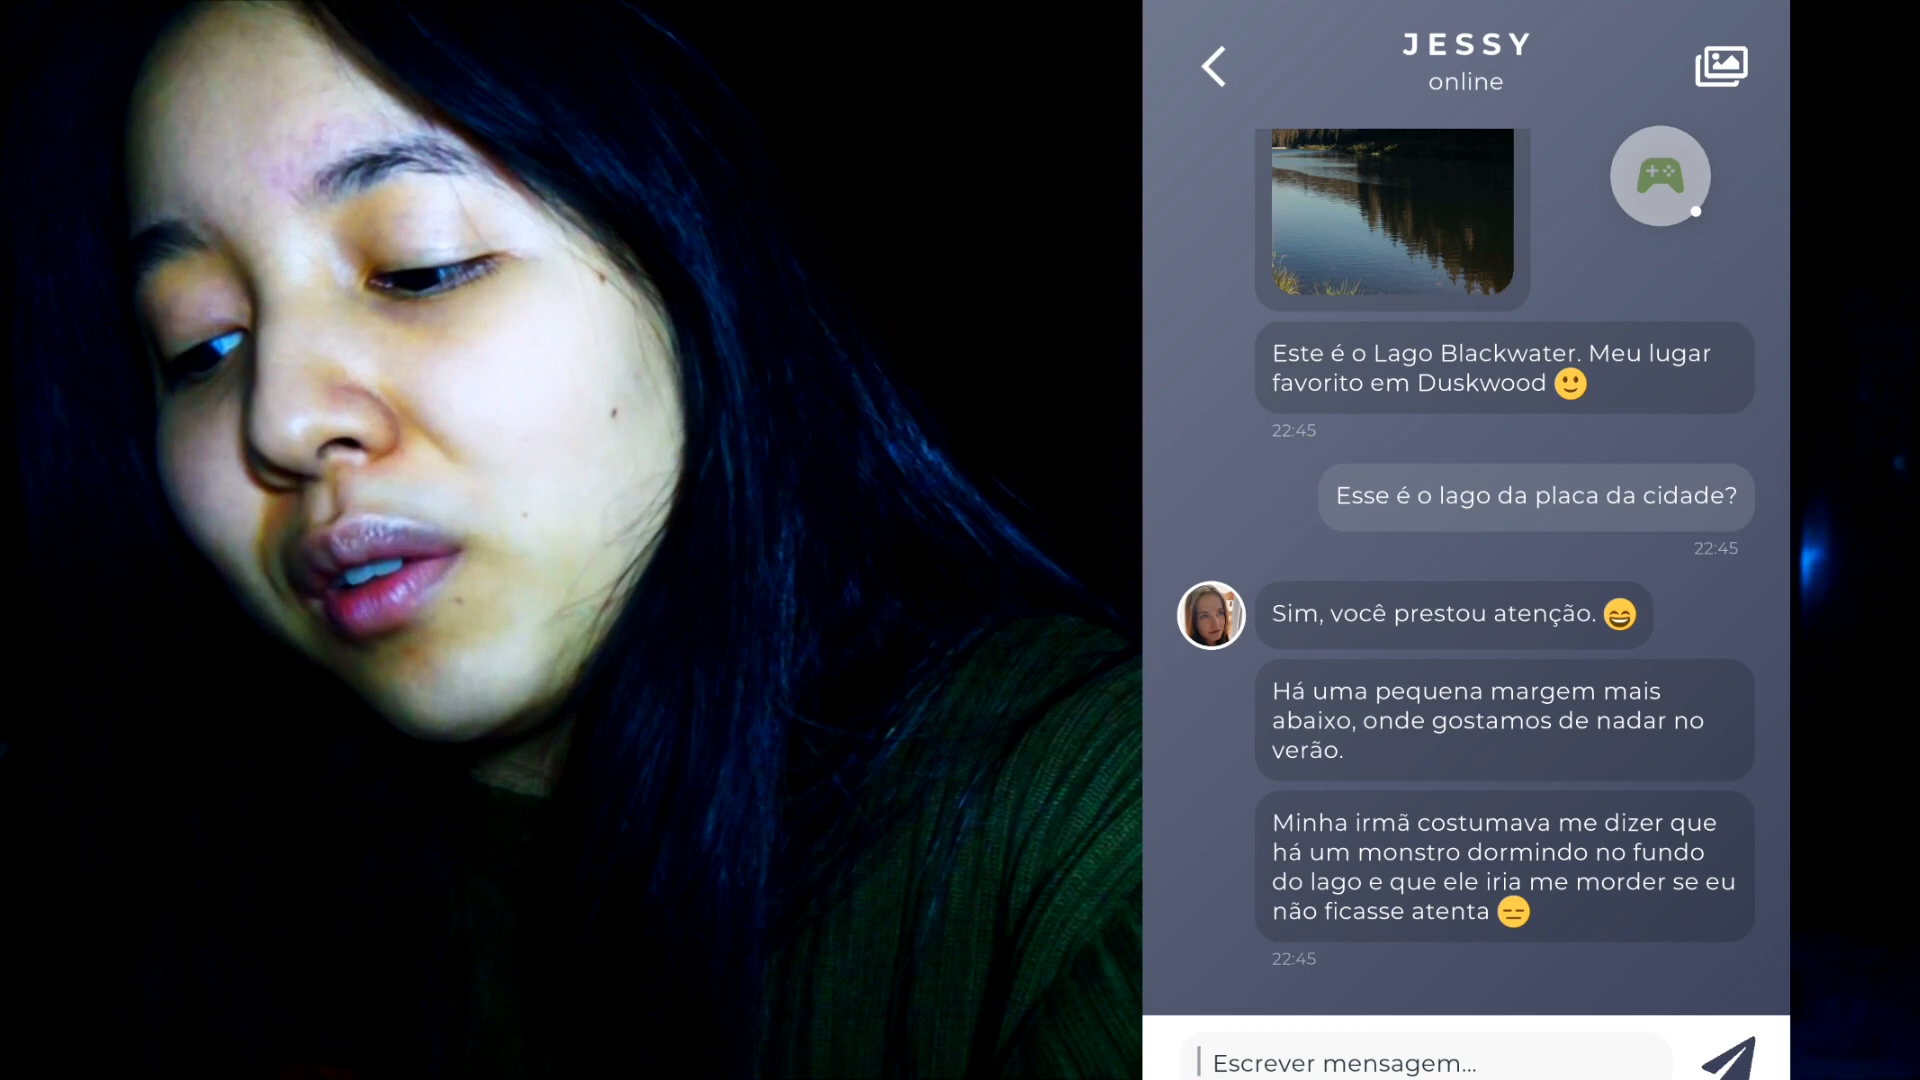 JESSY
online
Este é o Lago Blackwater. Meu lugar
favorito em Duskwood 🙂
22:45
Esse é o lago da placa da cidade?
22:45
Sim, você prestou atenção. 😄
Há uma pequena margem mais
abaixo, onde gostamos de nadar no
verão.
Minha irmã costumava me dizer que
há um monstro dormindo no fundo
do lago e que ele iria me morder se eu
não ficasse atenta 😑
22:45
Escrever mensagem...